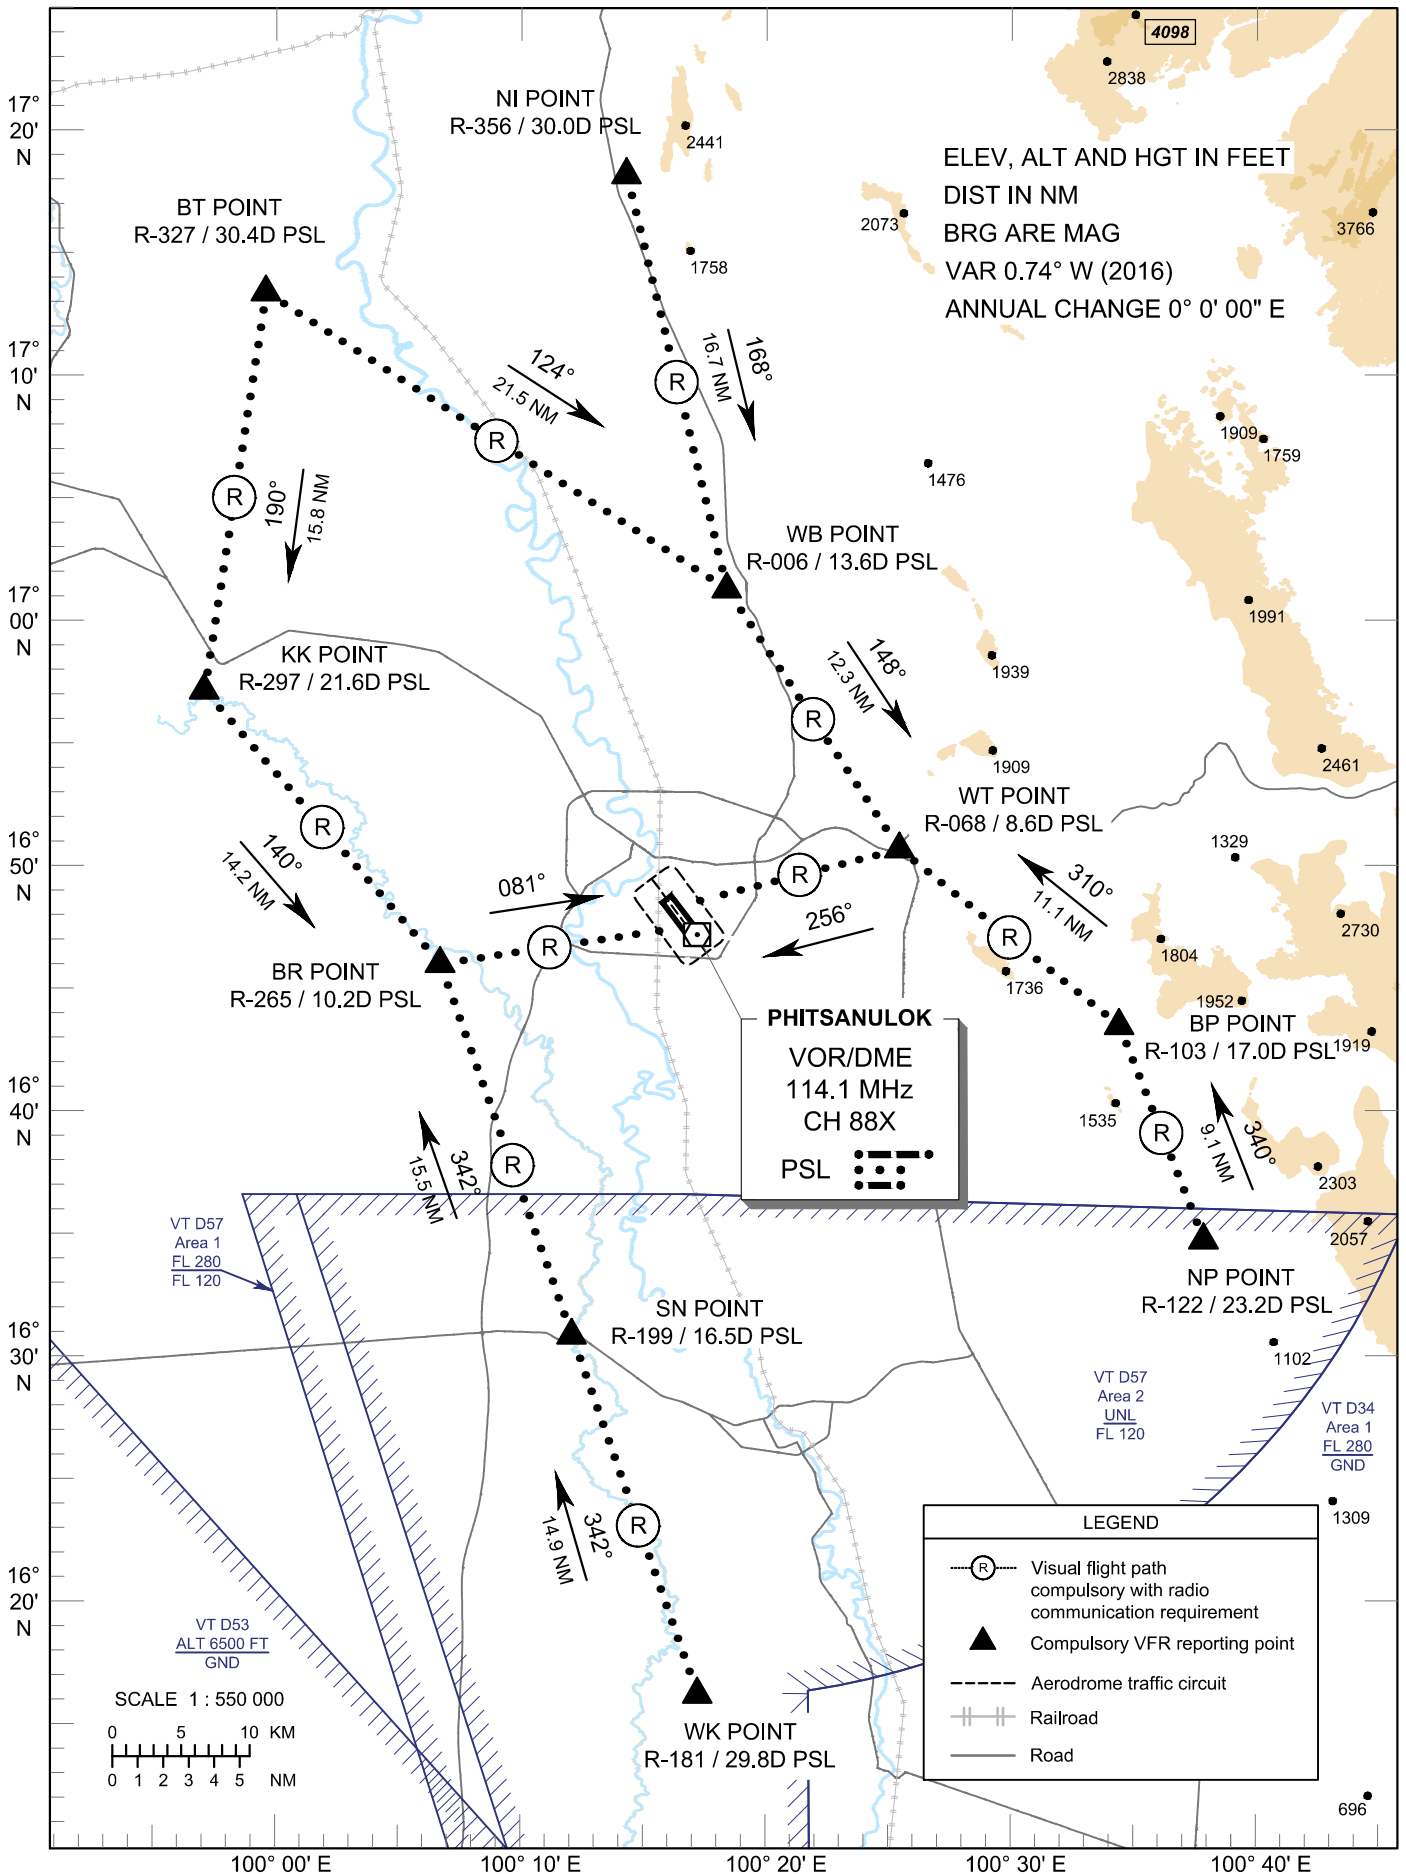 4098
2838
17°
20'
N
NI POINT
R-356 / 30.0D PSL
2441
ELEV, ALT AND HGT IN FEET
DIST IN NM
BRG ARE MAG
VAR 0.74° W (2016)
ANNUAL CHANGE 0° 0' 00" E
2073
3766
1758
BT POINT
R-327 / 30.4D PSL
17°
10'
N
124°
21.5 NM
168°
16.7 NM
R
R
1909
1759
1476
R
190°
15.8 NM
WB POINT
R-006 / 13.6D PSL
17°
00'
N
1991
KK POINT
R-297 / 21.6D PSL
148°
12.3 NM
1939
R
1909
2461
WT POINT
R-068 / 8.6D PSL
R
140°
14.2 NM
16°
50'
N
1329
R
081°
256°
310°
11.1 NM
2730
R
R
1804
1736
BR POINT
R-265 / 10.2D PSL
1952
BP POINT
R-103 / 17.0D PSL
1919
PHITSANULOK
VOR/DME
114.1 MHz
CH 88X
PSL
16°
40'
N
1535
R
340°
9.1 NM
R
342°
15.5 NM
2303
2057
VT D57
Area 1
FL 280
FL 120
NP POINT
R-122 / 23.2D PSL
SN POINT
R-199 / 16.5D PSL
16°
30'
N
1102
VT D57
Area 2
UNL
FL 120
VT D34
Area 1
FL 280
GND
1309
R
342°
14.9 NM
16°
20'
N
LEGEND
R
Visual flight path
compulsory with radio
communication requirement
Compulsory VFR reporting point
Aerodrome traffic circuit
Railroad
Road
VT D53
ALT 6500 FT
GND
SCALE 1 : 550 000
0 5 10 KM
0 1 2 3 4 5 NM
WK POINT
R-181 / 29.8D PSL
696
100° 00' E
100° 10' E
100° 20' E
100° 30' E
100° 40' E